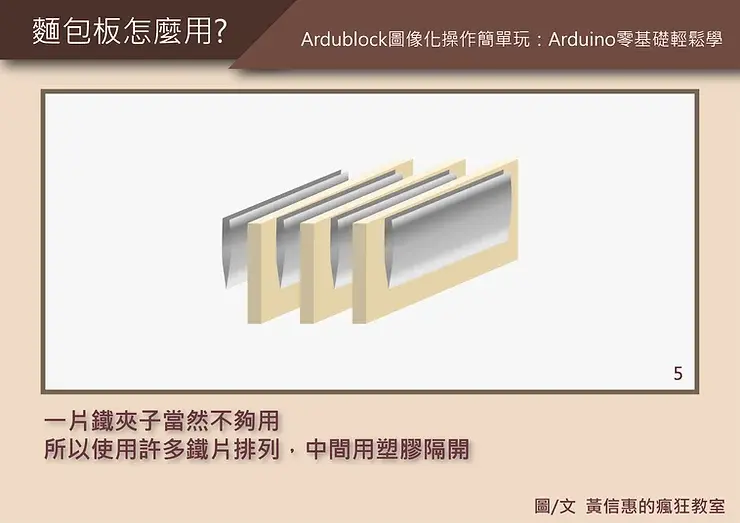 麵包板怎麼用?
Ardublock圖像化操作簡單玩：Arduino零基礎輕鬆學
5
一片鐵夾子當然不夠用
所以使用許多鐵片排列，中間用塑膠隔開
圖/文 黃信惠的瘋狂教室